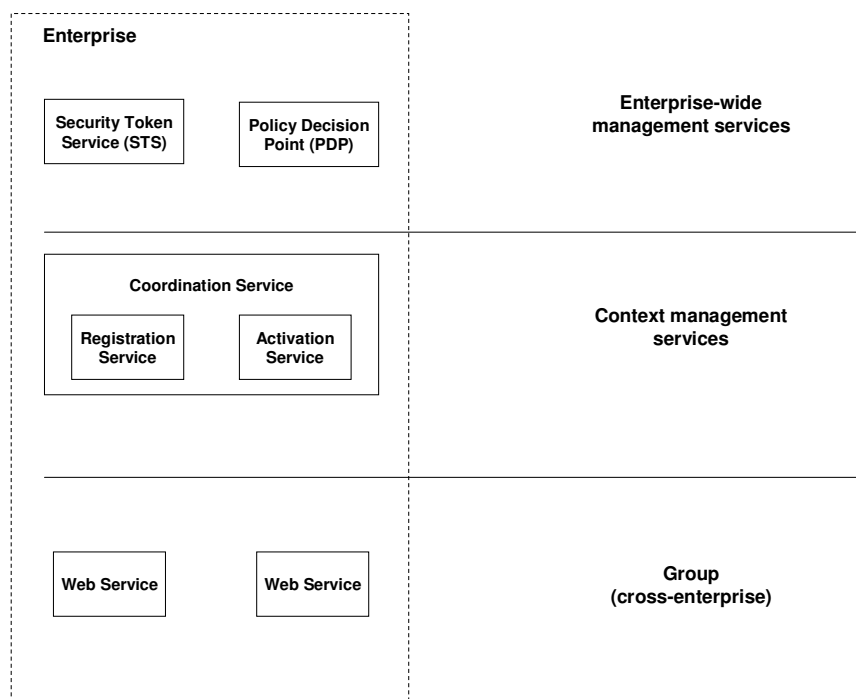 Enterprise
Security Token
Service (STS)
Policy Decision
Point (PDP)
Enterprise-wide
management services
Coordination Service
Registration
Service
Activation
Service
Context management
services
Web Service
Web Service
Group
(cross-enterprise)